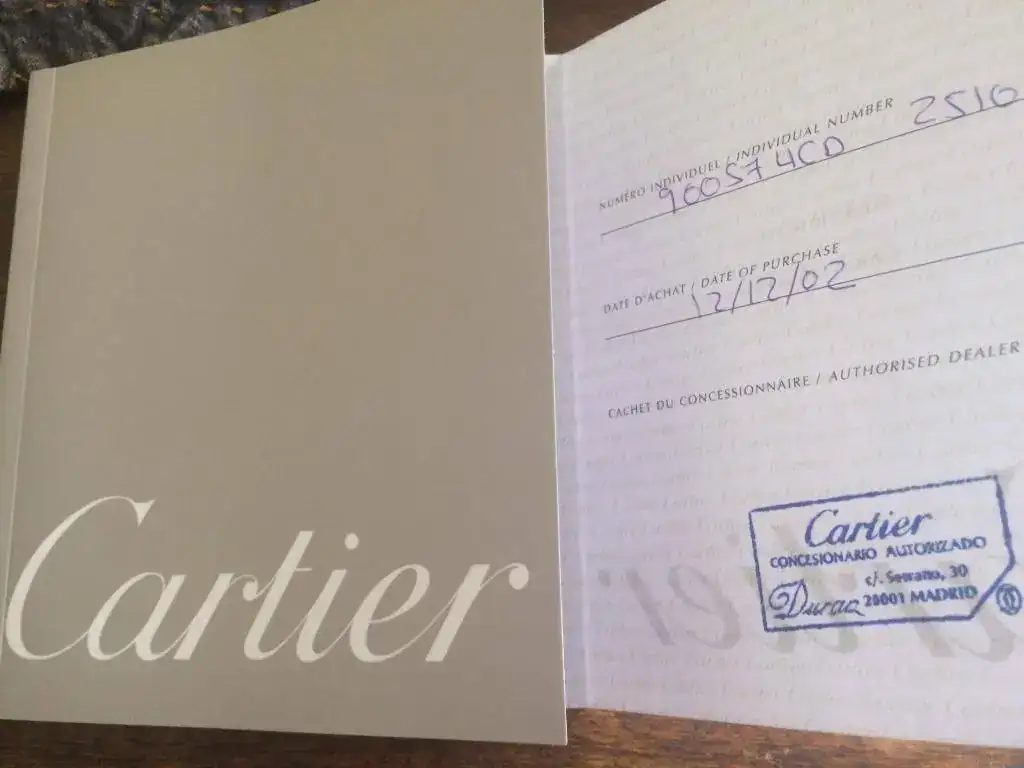 Cartier
NUMÉRO INDIVIDUEL / INDIVIDUAL NUMBER 2510
900574CD
DATE D'ACHAT / DATE OF PURCHASE
12/12/02
CACHET DU CONCESSIONNAIRE / AUTHORISED DEALER
Cartier
CONCESIONARIO AUTORIZADO
c/. Serrano, 30
Duran 28001 MADRID